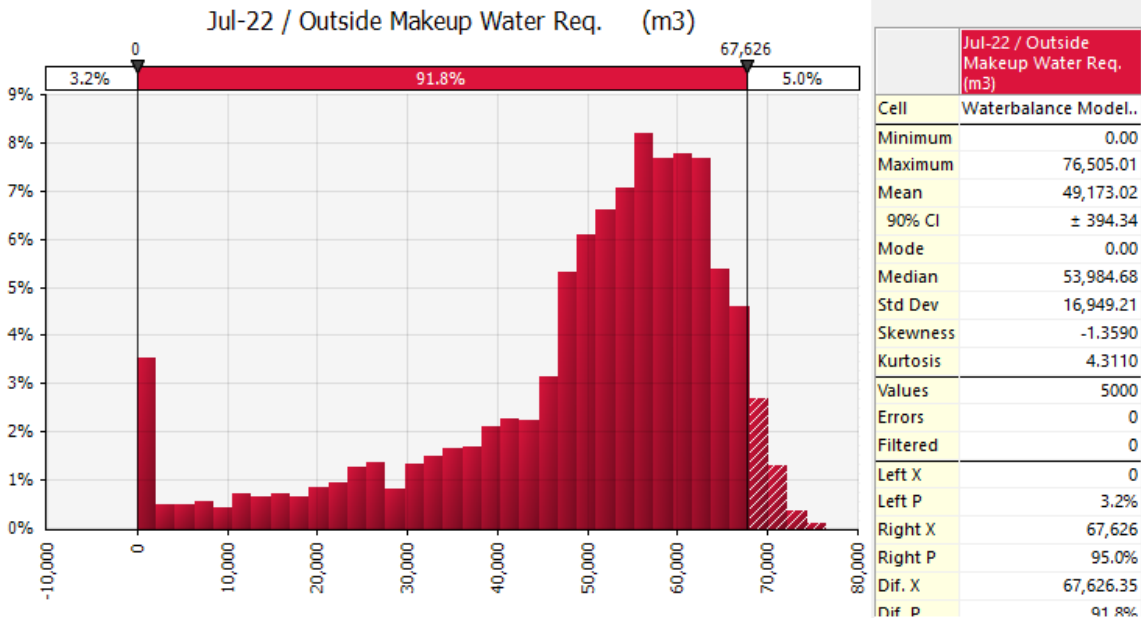 Jul-22 / Outside Makeup Water Req. (m3)
0 67,626
3.2% 91.8% 5.0%
9%
8%
7%
6%
5%
4%
3%
2%
1%
0%
-10,000
0
10,000
20,000
30,000
40,000
50,000
60,000
70,000
80,000
Jul-22 / Outside
Makeup Water Req.
(m3)
Cell Waterbalance Model..
Minimum 0.00
Maximum 76,505.01
Mean 49,173.02
90% CI ± 394.34
Mode 0.00
Median 53,984.68
Std Dev 16,949.21
Skewness -1.3590
Kurtosis 4.3110
Values 5000
Errors 0
Filtered 0
Left X 0
Left P 3.2%
Right X 67,626
Right P 95.0%
Dif. X 67,626.35
Dif. P 91.8%